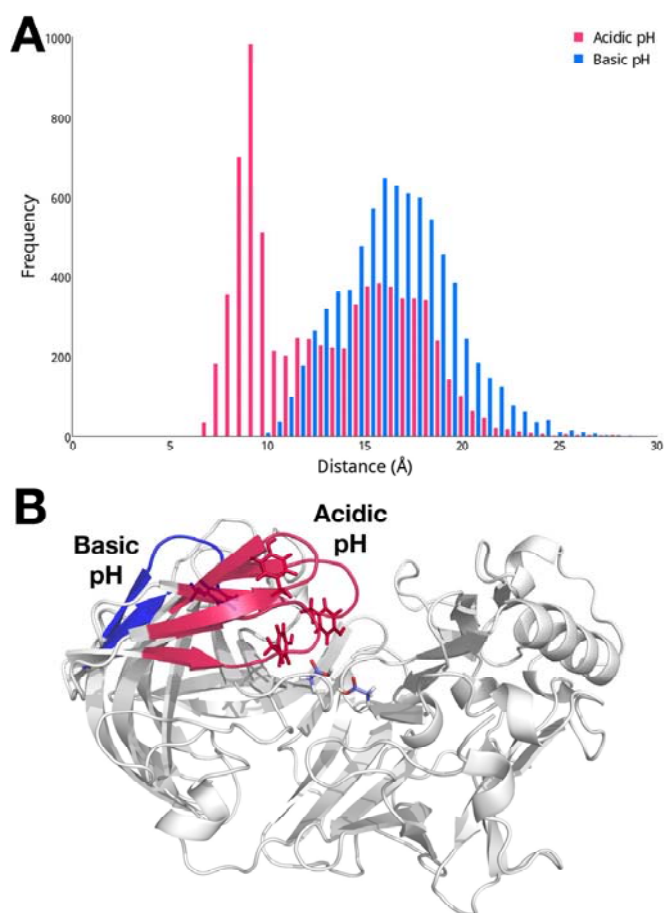 A
1000
800
600
400
200
0
Frequency
0 5 10 15 20 25 30
Distance (Å)
Acidic pH
Basic pH
B
Basic
pH
Acidic
pH